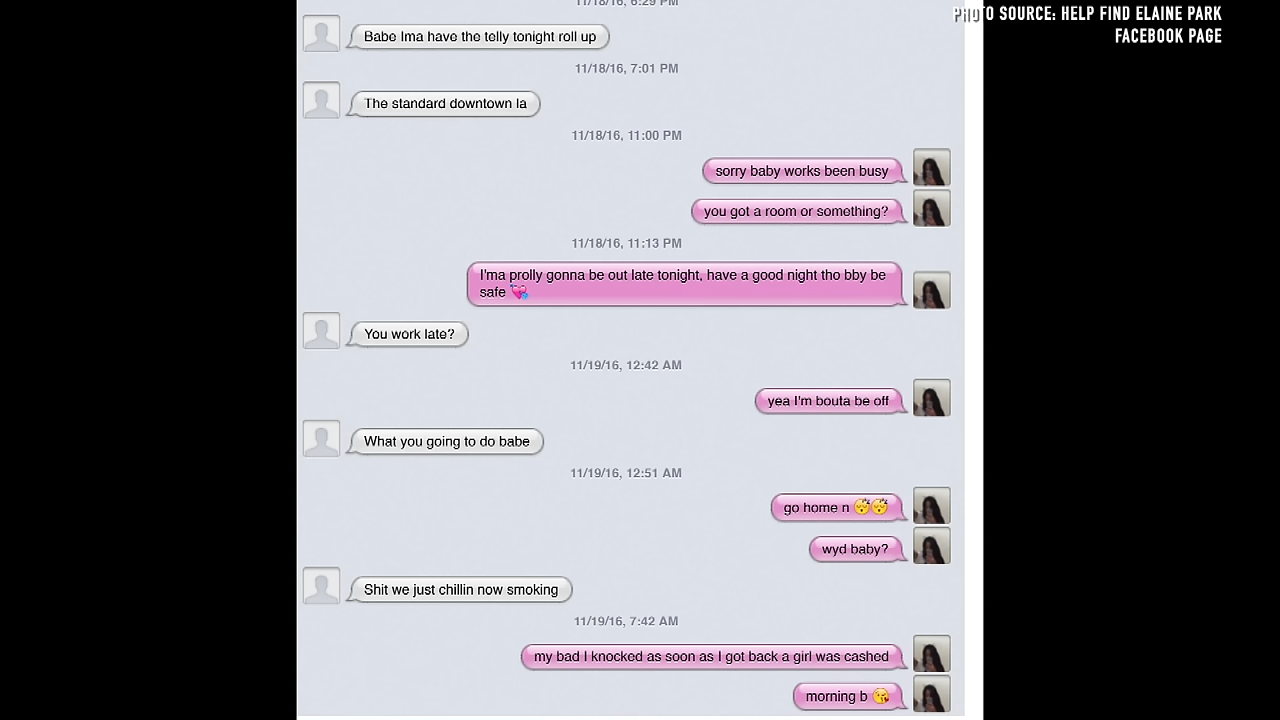 11/18/16, 6:29 PM
PHOTO SOURCE: HELP FIND ELAINE PARK
FACEBOOK PAGE
Babe Ima have the telly tonight roll up
11/18/16, 7:01 PM
The standard downtown la
11/18/16, 11:00 PM
sorry baby works been busy
you got a room or something?
11/18/16, 11:13 PM
I'ma prolly gonna be out late tonight, have a good night tho bby be
safe 💘
You work late?
11/19/16, 12:42 AM
yea I'm bouta be off
What you going to do babe
11/19/16, 12:51 AM
go home n 😴😴
wyd baby?
Shit we just chillin now smoking
11/19/16, 7:42 AM
my bad I knocked as soon as I got back a girl was cashed
morning b 😘